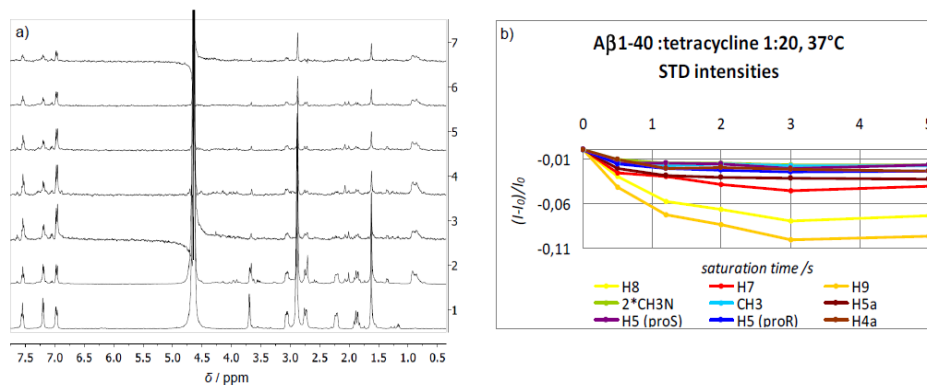 a)
7
6
5
4
3
2
1
7.5 7.0 6.5 6.0 5.5 5.0 4.5 4.0 3.5 3.0 2.5 2.0 1.5 1.0 0.5
δ / ppm
b)
Aβ1-40 :tetracycline 1:20, 37°C
STD intensities
0 1 2 3 4 5
-0,01
-0,06
-0,11
(I-I₀)/I₀
saturation time /s
H8 H7 H9
2*CH3N CH3 H5a
H5 (proS) H5 (proR) H4a